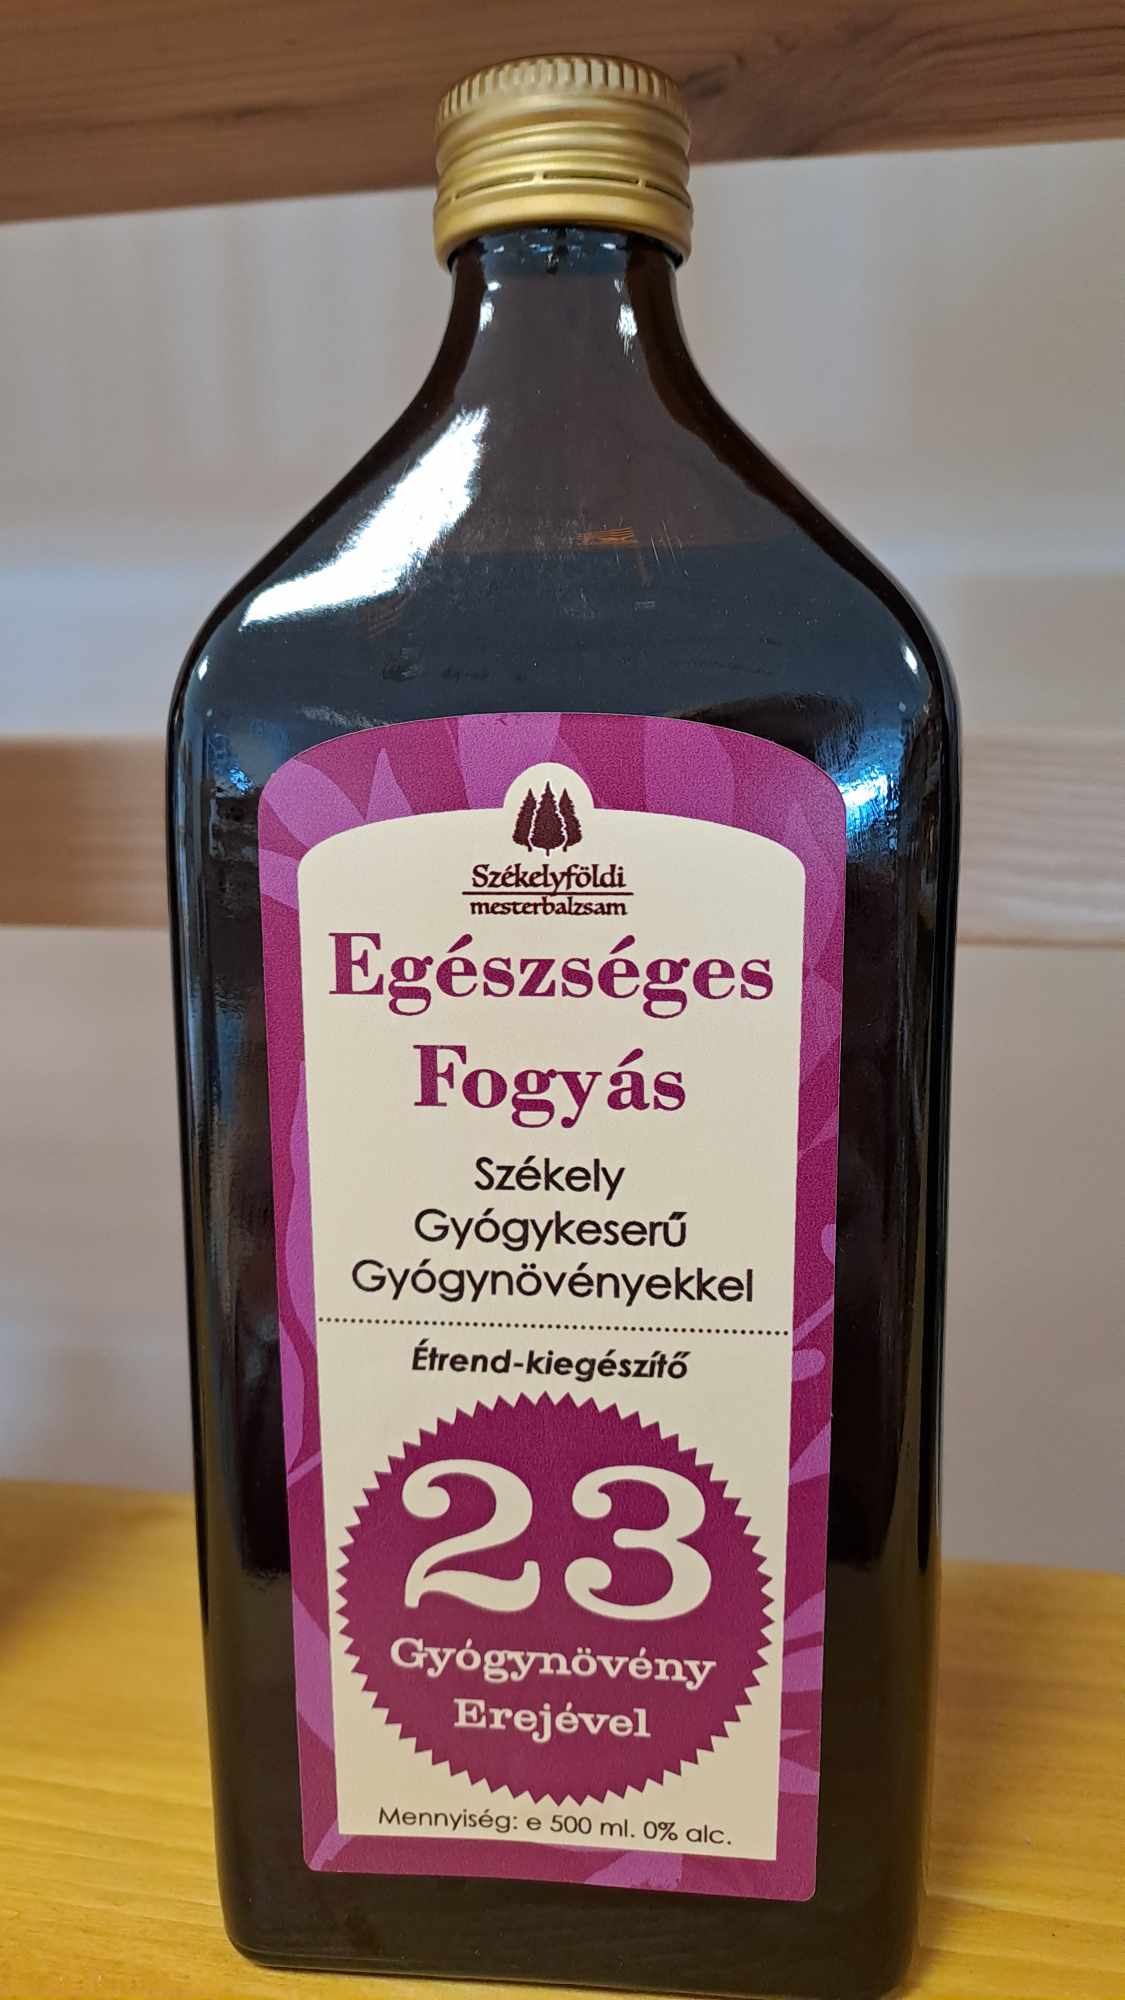 Székelyföldi
mesterbalzsam
Egészséges
Fogyás
Székely
Gyógykeserű
Gyógynövényekkel
Étrend-kiegészítő
23
Gyógynövény
Erejével
Mennyiség: e 500 ml. 0% alc.